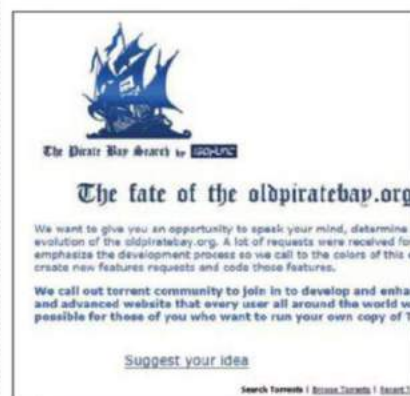 The Pirate Bay Search by ISOHUNT
The fate of the oldpiratebay.org
We want to give you an opportunity to speak your mind, determine
evolution of the oldpiratebay.org. A lot of requests were received fo
emphasize the development process so we call to the colors of this
create new features requests and code those features.
We call out torrent community to join in to develop and enha
and advanced website that every user all around the world w
possible for those of you who want to run your own copy of T
Suggest your idea
Search Torrents | Browse Torrents | Recent T